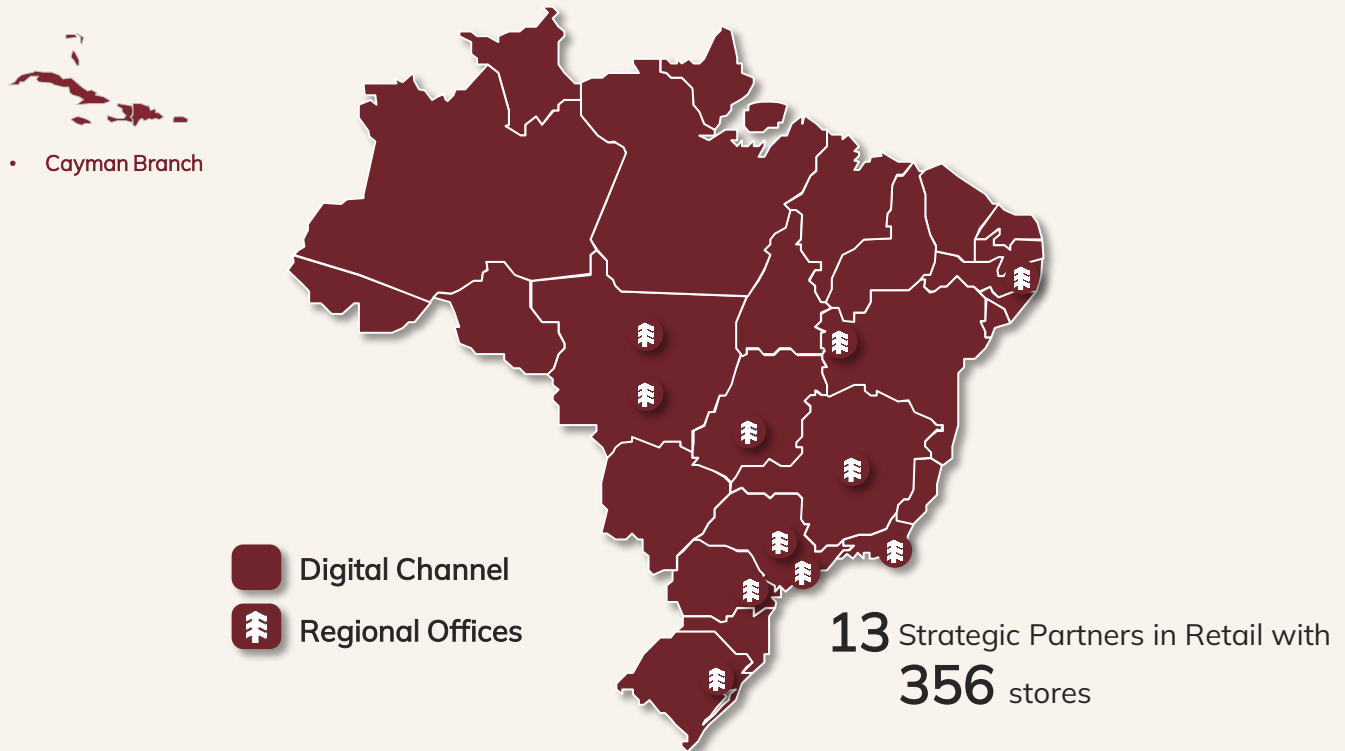 • Cayman Branch
Digital Channel
Regional Offices
13 Strategic Partners in Retail with
356 stores